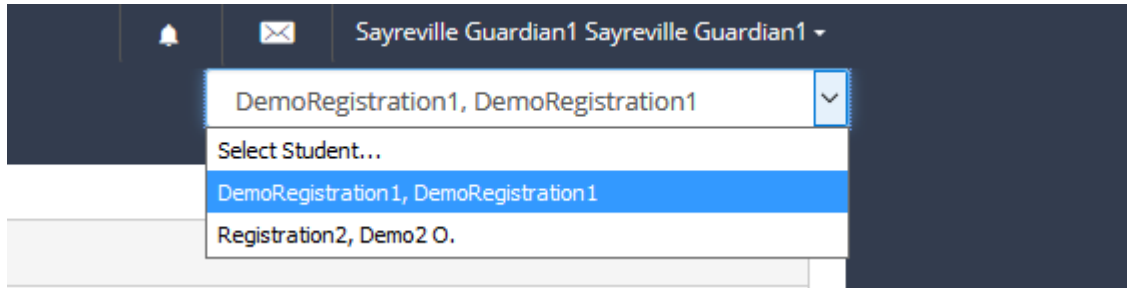 Sayreville Guardian1 Sayreville Guardian1
DemoRegistration1, DemoRegistration1
Select Student...
DemoRegistration1, DemoRegistration1
Registration2, Demo2 O.